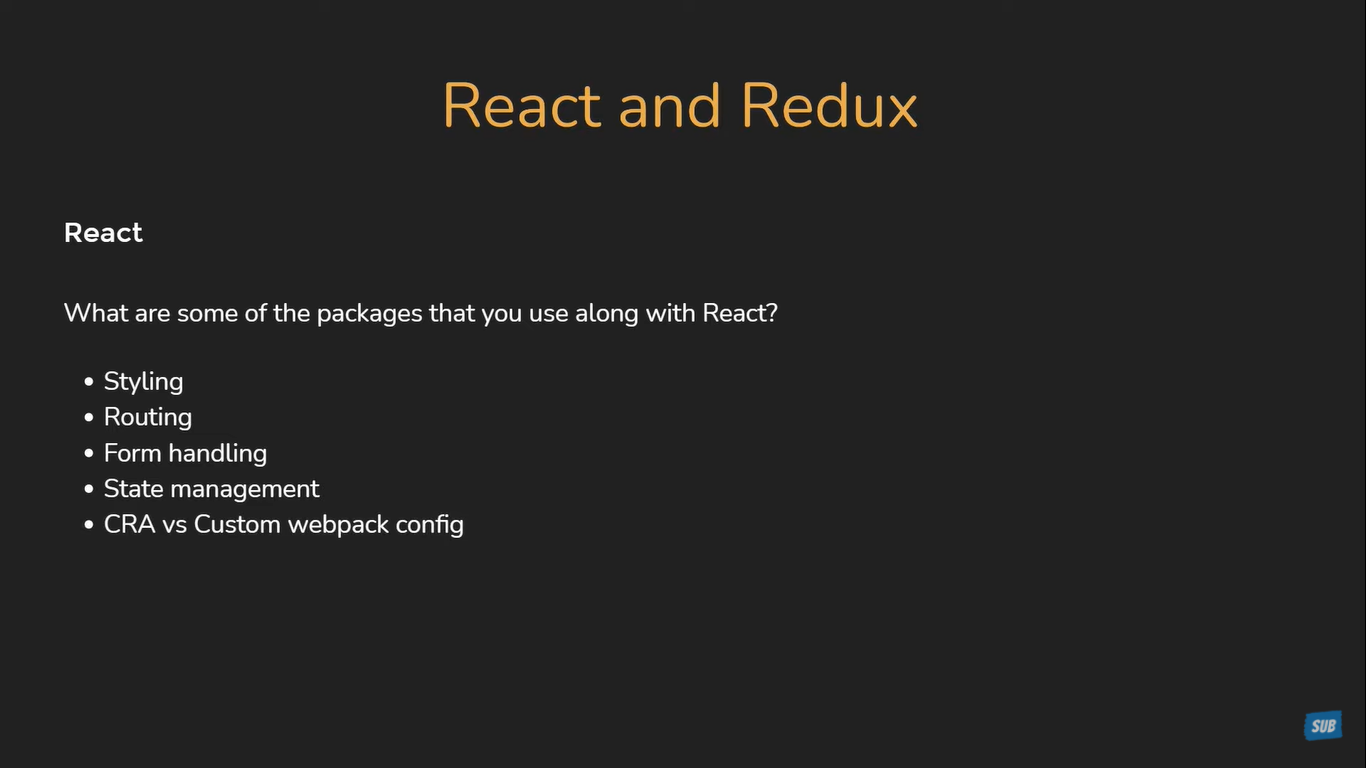 React and Redux
React
What are some of the packages that you use along with React?
• Styling
• Routing
• Form handling
• State management
• CRA vs Custom webpack config
SUB